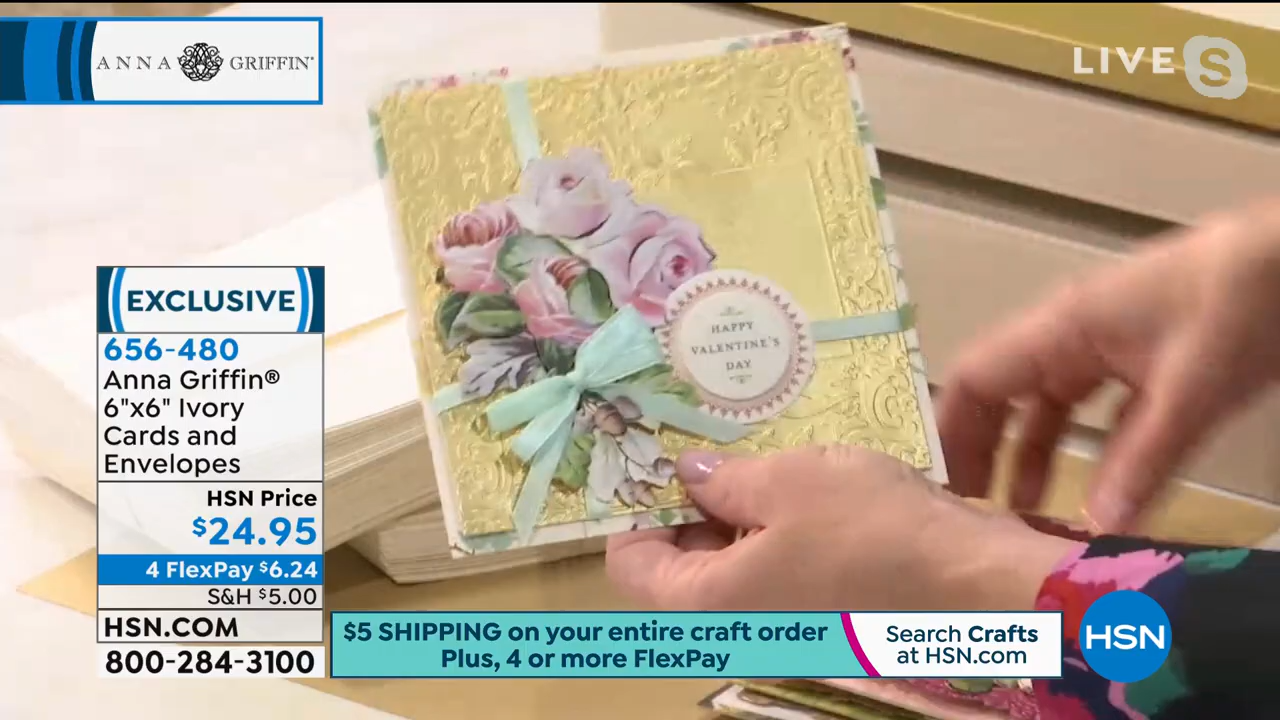 ANNA GRIFFIN®
LIVE S
HAPPY
VALENTINE'S
DAY
EXCLUSIVE
656-480
Anna Griffin®
6"x6" Ivory
Cards and
Envelopes
HSN Price
$24.95
4 FlexPay $6.24
S&H $5.00
HSN.COM
800-284-3100
$5 SHIPPING on your entire craft order
Plus, 4 or more FlexPay
Search Crafts
at HSN.com
HSN